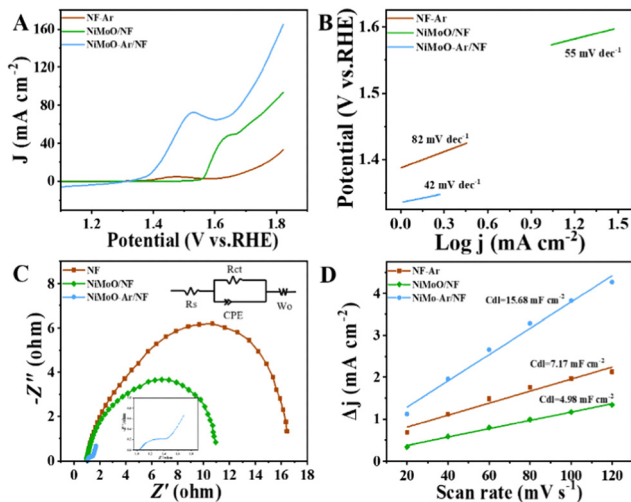 A
NF-Ar
NiMoO/NF
NiMoO-Ar/NF
J (mA cm-2)
160
120
80
40
0
1.2
1.4
1.6
1.8
Potential (V vs.RHE)
B
NF-Ar
NiMoO/NF
NiMoO-Ar/NF
55 mV dec-1
82 mV dec-1
42 mV dec-1
Potential (V vs.RHE)
1.6
1.5
1.4
0.0
0.5
1.0
1.5
Log j (mA cm-2)
C
NF
NiMoO/NF
NiMoO-Ar/NF
Rct
Rs
CPE
Wo
-Z'' (ohm)
8
6
4
2
0
0
2
4
6
8
10
12
14
16
18
Z' (ohm)
D
NF-Ar
NiMoO/NF
NiMo-Ar/NF
Cdl=15.68 mF cm-2
Cdl=7.17 mF cm-2
Cdl=4.98 mF cm-2
Δj (mA cm-2)
4
3
2
1
0
20
40
60
80
100
120
Scan rate (mV-1)